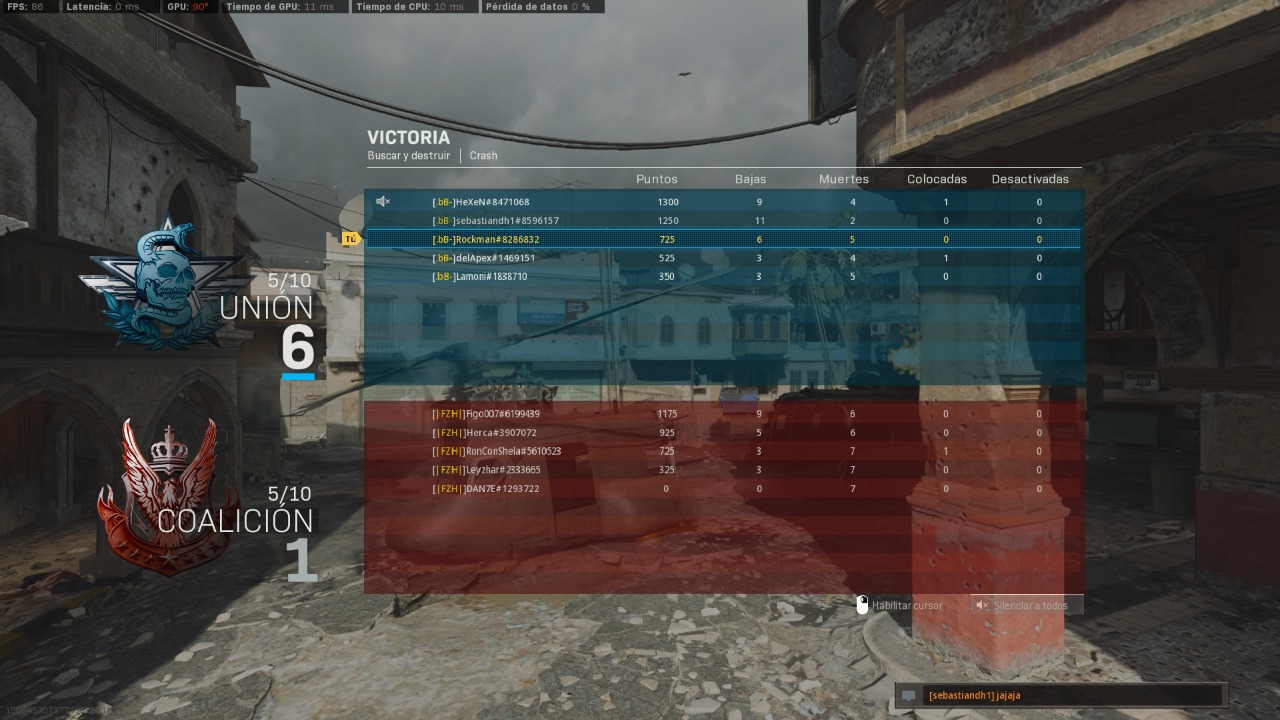 FPS: 86 Latencia: 0 ms GPU: 90° Tiempo de GPU: 11 ms Tiempo de CPU: 10 ms Pérdida de datos 0 %
VICTORIA
Buscar y destruir | Crash
Puntos Bajas Muertes Colocadas Desactivadas
[.bB-]HeXeN#8471068 1300 9 4 1 0
[.bB-]sebastiandh1#8596157 1250 11 2 0 0
TÚ [.bB-]Rockman#8286832 725 6 5 0 0
[.bB-]delApex#1469151 525 3 4 1 0
[.bB-]Lamoni#1838710 350 3 5 0 0
5/10
UNIÓN
6
[|FZH|]Figo007#6199439 1175 9 6 0 0
[|FZH|]Herca#3907072 925 5 6 0 0
[|FZH|]RonConShela#5610523 725 3 7 1 0
[|FZH|]Leyzhar#2333665 325 3 7 0 0
[|FZH|]DAN7E#1293722 0 0 7 0 0
5/10
COALICIÓN
1
Habilitar cursor Silenciar a todos
[sebastiandh1] jajaja